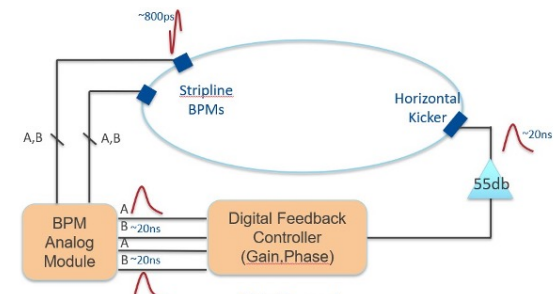 ~800ps
Stripline
BPMs
Horizontal
Kicker
~20ns
A,B
A,B
55db
BPM
Analog
Module
A
B ~20ns
A
B ~20ns
Digital Feedback
Controller
(Gain,Phase)